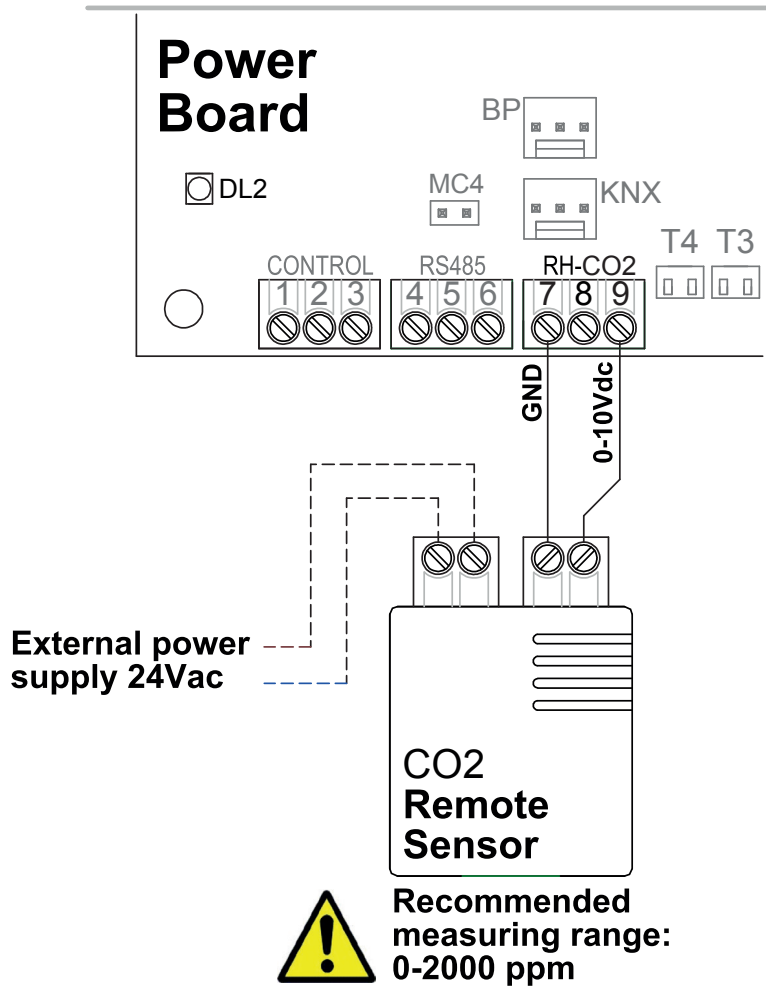 Power
Board
BP
DL2
MC4
KNX
T4 T3
CONTROL RS485 RH-CO2
1 2 3 4 5 6 7 8 9
GND
0-10Vdc
External power
supply 24Vac
CO2
Remote
Sensor
Recommended
measuring range:
0-2000 ppm